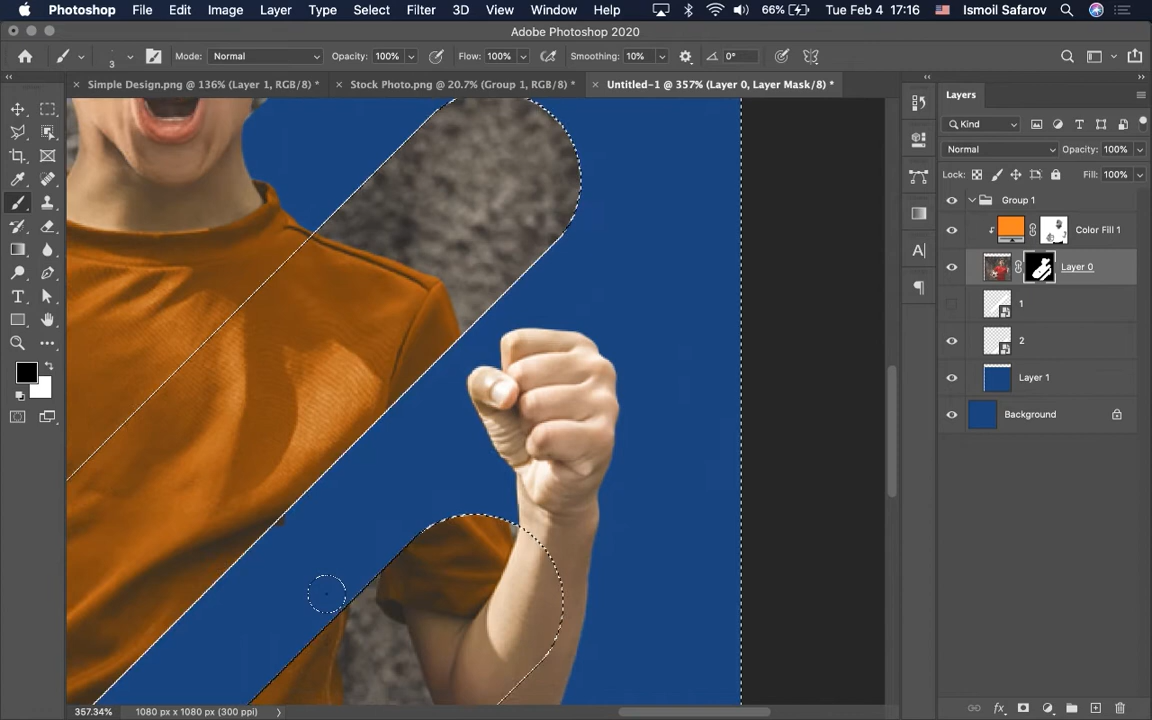 Photoshop File Edit Image Layer Type Select Filter 3D View Window Help 66% Tue Feb 4 17:16 Ismoil Safarov
Adobe Photoshop 2020
3 Mode: Normal Opacity: 100% Flow: 100% Smoothing: 10% 0°
Simple Design.png @ 136% (Layer 1, RGB/8) * Stock Photo.png @ 20.7% (Group 1, RGB/8) * Untitled-1 @ 357% (Layer 0, Layer Mask/8) *
Layers
Kind
Normal Opacity: 100%
Lock: Fill: 100%
Group 1
Color Fill 1
Layer 0
1
2
Layer 1
Background
357.34% 1080 px x 1080 px (300 ppi)